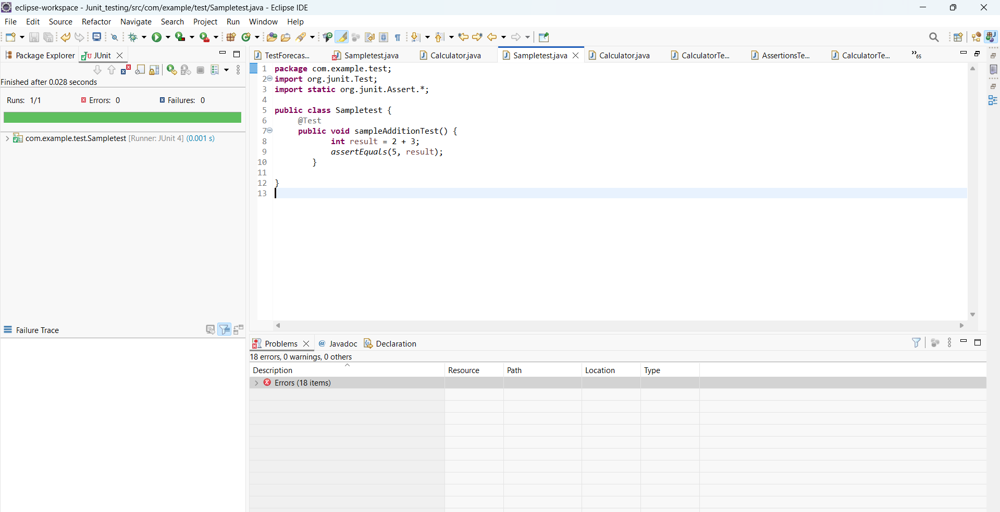 eclipse-workspace - Junit_testing/src/com/example/test/Sampletest.java - Eclipse IDE
File Edit Source Refactor Navigate Search Project Run Window Help
Package Explorer JUnit
TestForecas... Sampletest.java Calculator.java Sampletest.java Calculator.java CalculatorTe... AssertionsTe... CalculatorTe... »65
Finished after 0.028 seconds
Runs: 1/1 Errors: 0 Failures: 0
com.example.test.Sampletest [Runner: JUnit 4] (0.001 s)
1 package com.example.test;
2 import org.junit.Test;
3 import static org.junit.Assert.*;
4
5 public class Sampletest {
6 @Test
7 public void sampleAdditionTest() {
8 int result = 2 + 3;
9 assertEquals(5, result);
10 }
11
12 }
13
Failure Trace
Problems @ Javadoc Declaration
18 errors, 0 warnings, 0 others
Description Resource Path Location Type
Errors (18 items)